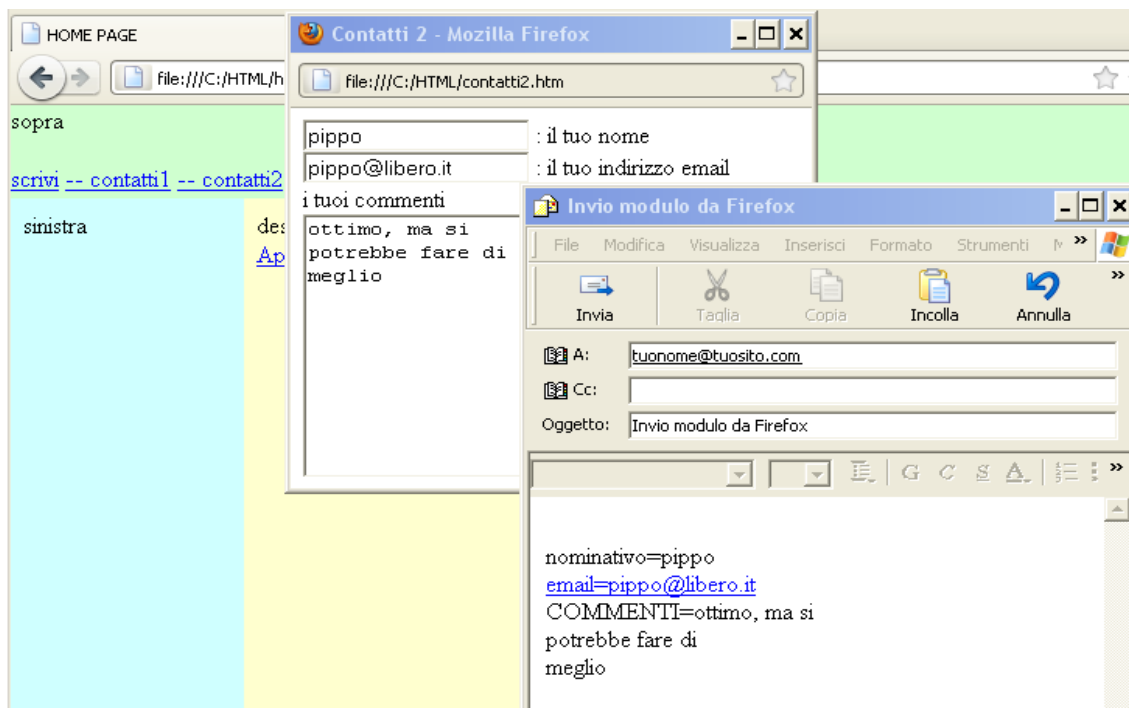 HOME PAGE
file:///C:/HTML/h
sopra
scrivi -- contatti1 -- contatti2
sinistra
des
Ap
Contatti 2 - Mozilla Firefox
file:///C:/HTML/contatti2.htm
pippo : il tuo nome
pippo@libero.it : il tuo indirizzo email
i tuoi commenti
ottimo, ma si
potrebbe fare di
meglio
Invio modulo da Firefox
File Modifica Visualizza Inserisci Formato Strumenti »
Invia Taglia Copia Incolla Annulla »
A: tuonome@tuosito.com
Cc:
Oggetto: Invio modulo da Firefox
G C S A »
nominativo=pippo
email=pippo@libero.it
COMMENTI=ottimo, ma si
potrebbe fare di
meglio